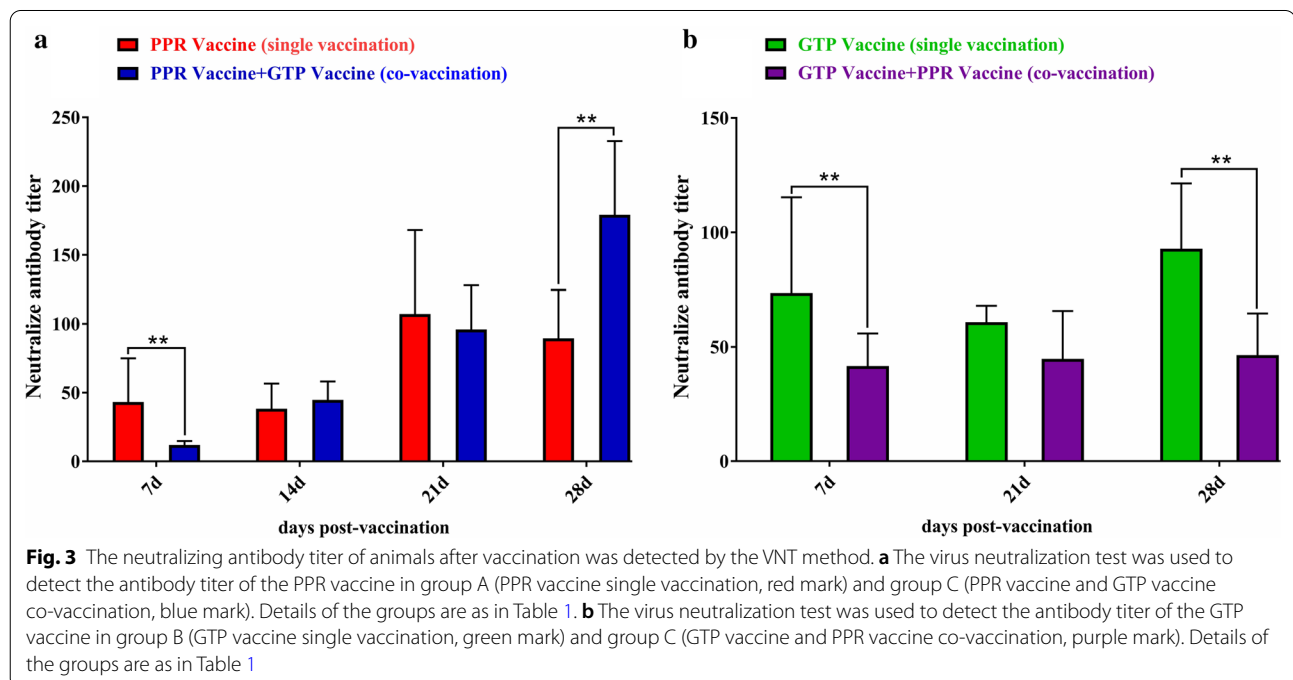 a
PPR Vaccine (single vaccination)
PPR Vaccine+GTP Vaccine (co-vaccination)
Neutralize antibody titer
250
200
150
100
50
0
**
**
7d
14d
21d
28d
days post-vaccination
b
GTP Vaccine (single vaccination)
GTP Vaccine+PPR Vaccine (co-vaccination)
Neutralize antibody titer
150
100
50
0
**
**
7d
21d
28d
days post-vaccination
Fig. 3 The neutralizing antibody titer of animals after vaccination was detected by the VNT method. a The virus neutralization test was used to
detect the antibody titer of the PPR vaccine in group A (PPR vaccine single vaccination, red mark) and group C (PPR vaccine and GTP vaccine
co-vaccination, blue mark). Details of the groups are as in Table 1. b The virus neutralization test was used to detect the antibody titer of the GTP
vaccine in group B (GTP vaccine single vaccination, green mark) and group C (GTP vaccine and PPR vaccine co-vaccination, purple mark). Details of
the groups are as in Table 1